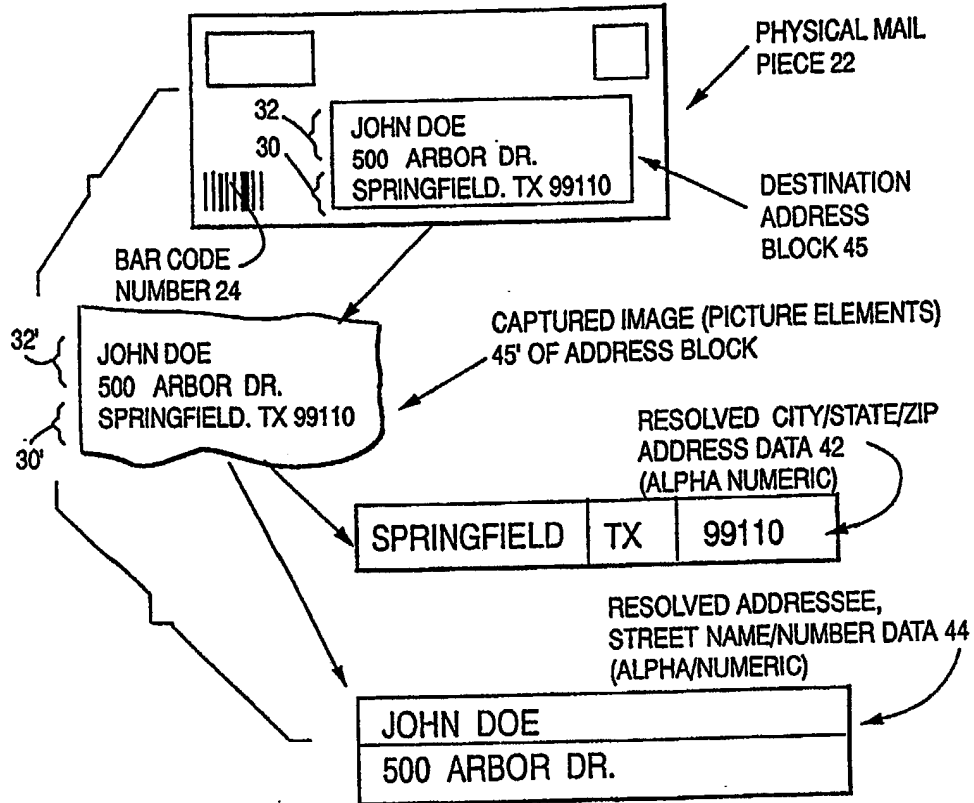 PHYSICAL MAIL
PIECE 22
32
30
JOHN DOE
500 ARBOR DR.
SPRINGFIELD. TX 99110
DESTINATION
ADDRESS
BLOCK 45
BAR CODE
NUMBER 24
32'
30'
JOHN DOE
500 ARBOR DR.
SPRINGFIELD. TX 99110
CAPTURED IMAGE (PICTURE ELEMENTS)
45' OF ADDRESS BLOCK
RESOLVED CITY/STATE/ZIP
ADDRESS DATA 42
(ALPHA NUMERIC)
SPRINGFIELD TX 99110
RESOLVED ADDRESSEE,
STREET NAME/NUMBER DATA 44
(ALPHA/NUMERIC)
JOHN DOE
500 ARBOR DR.